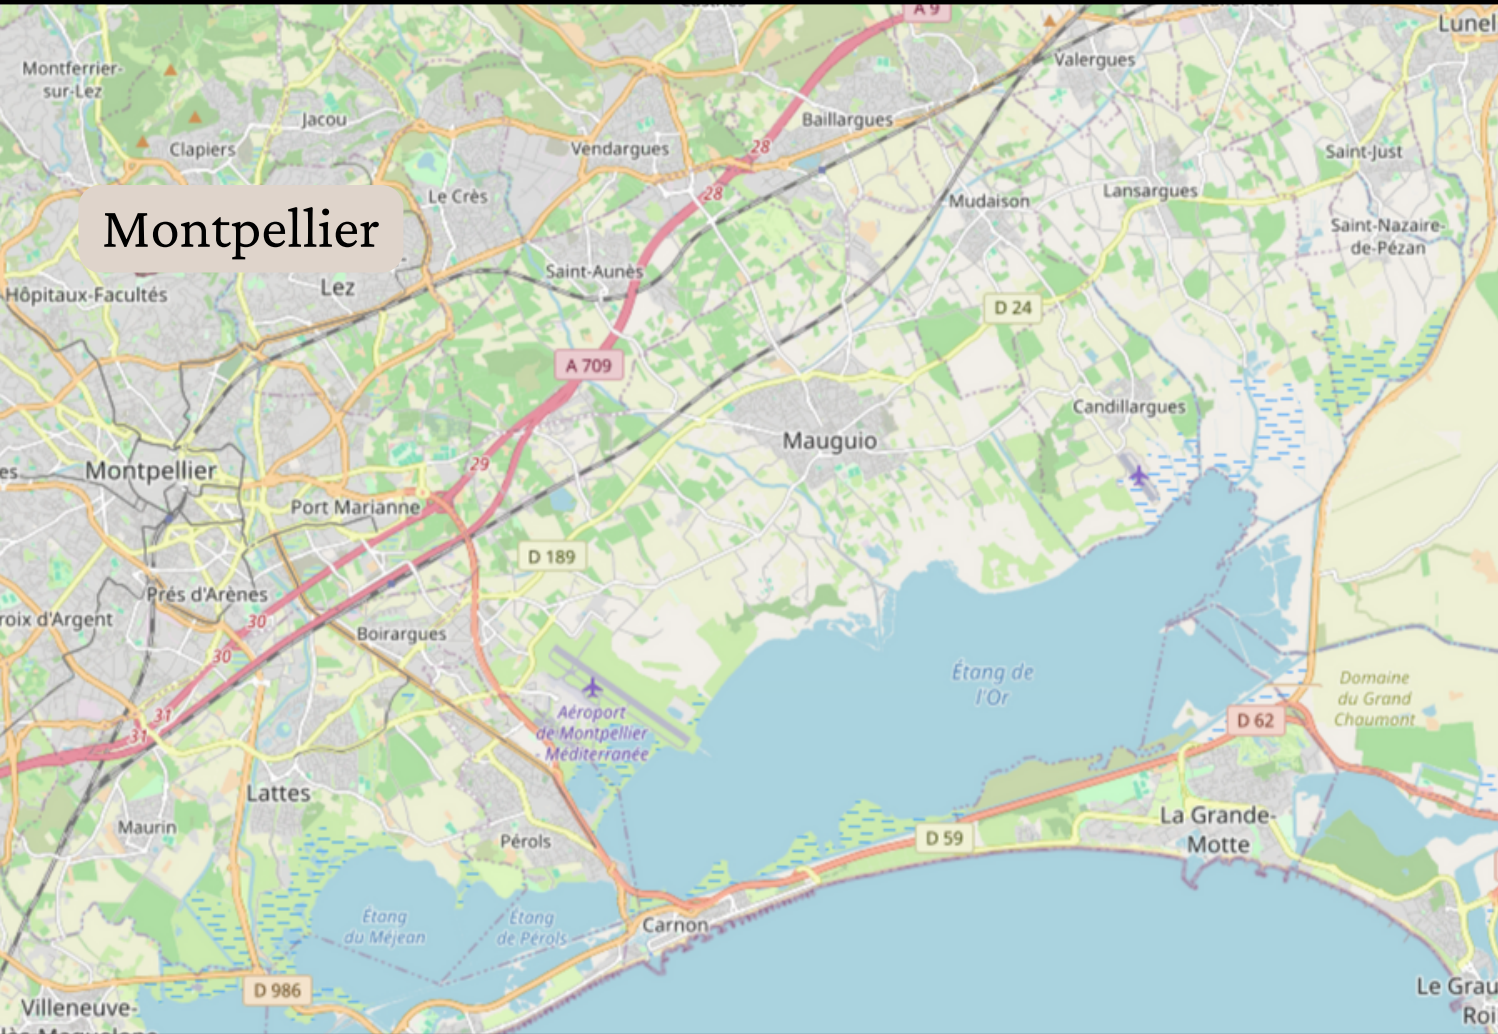 A 9
Lunel
Montferrier-
sur-Lez
Valergues
Jacou
Baillargues
Clapiers
Vendargues
28
Saint-Just
Le Crès
28
Lansargues
Mudaison
Montpellier
Saint-Nazaire-
de-Pézan
Saint-Aunès
Hôpitaux-Facultés
Lez
D 24
A 709
Candillargues
Mauguio
29
Montpellier
Port Marianne
D 189
Prés d'Arènes
roix d'Argent
30
Boirargues
30
Étang de
l'Or
Domaine
du Grand
Chaumont
31
31
Aéroport
de Montpellier
- Méditerranée
D 62
Lattes
Maurin
Pérols
D 59
La Grande-
Motte
Étang
du Méjean
Étang
de Pérols
Carnon
D 986
Le Grau
Roi
Villeneuve-